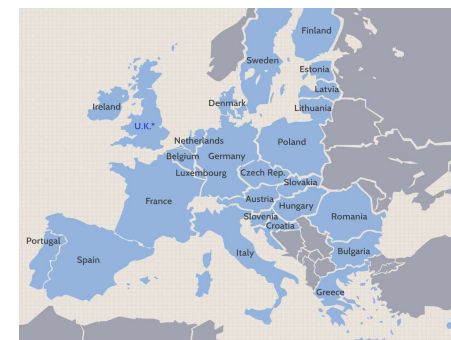 Finland
Sweden
Estonia
Latvia
Denmark
Lithuania
Ireland
U.K.*
Netherlands
Poland
Belgium
Germany
Luxembourg
Czech Rep.
Slovakia
France
Austria
Hungary
Slovenia
Romania
Croatia
Portugal
Spain
Italy
Bulgaria
Greece